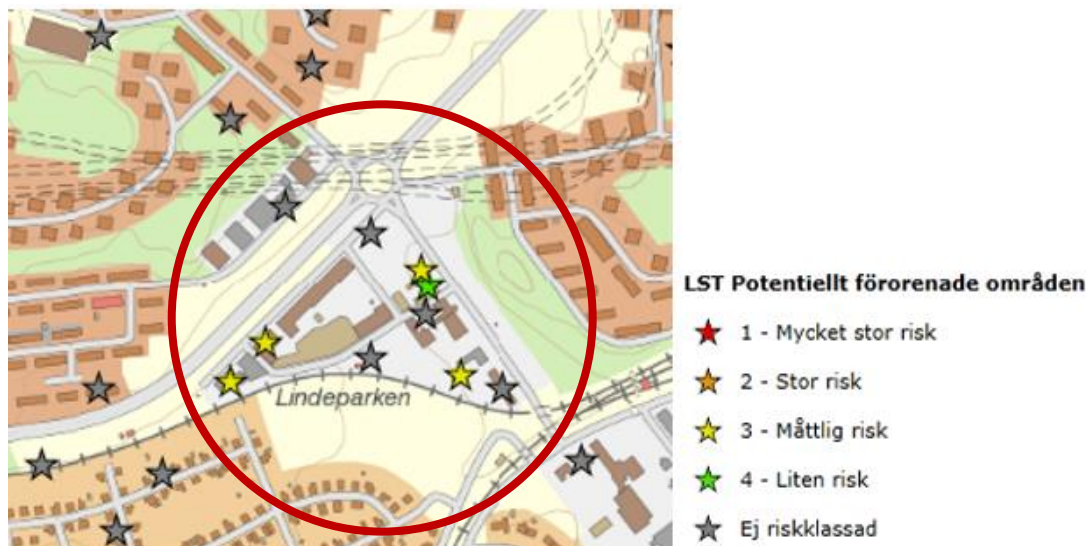 Lindeparken
LST Potentiellt förorenade områden
1 - Mycket stor risk
2 - Stor risk
3 - Måttlig risk
4 - Liten risk
Ej riskklassad